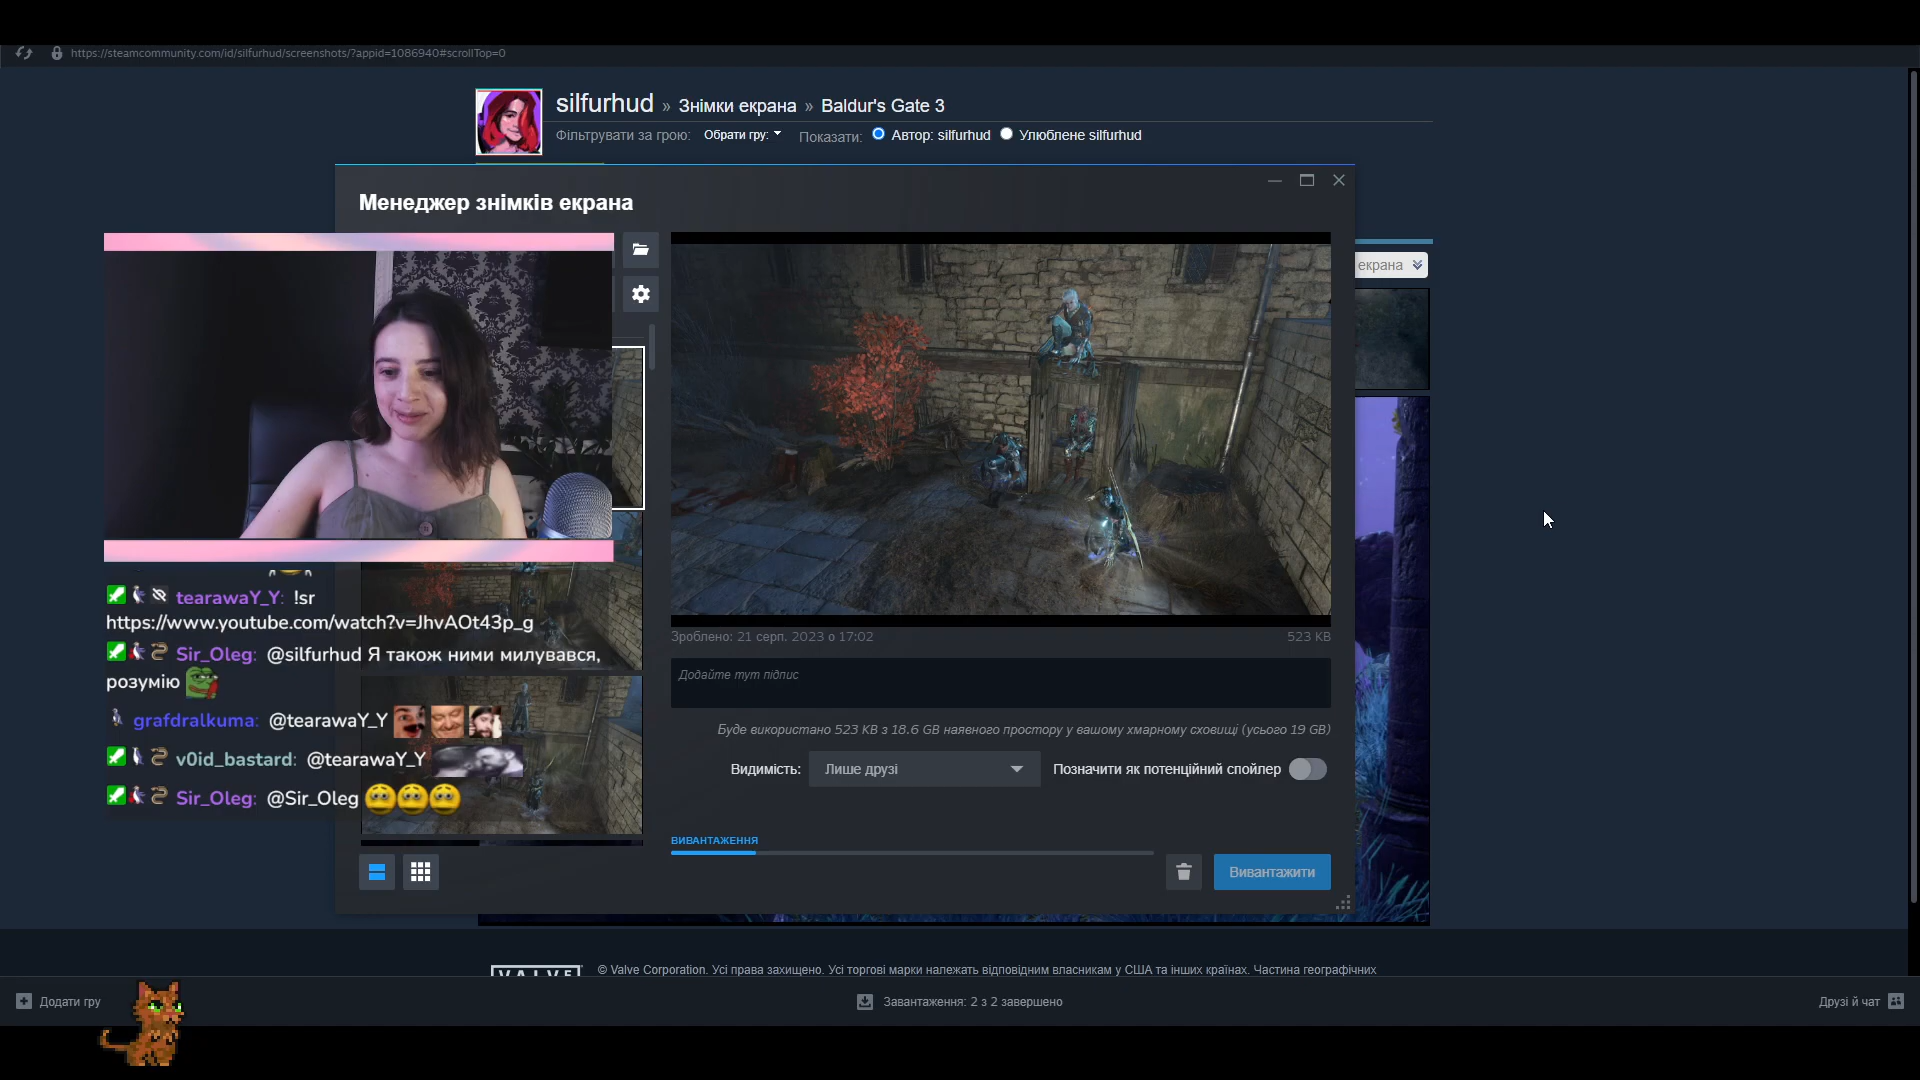 https://steamcommunity.com/id/silfurhud/screenshots/?appid=1086940#scrollTop=0
silfurhud » Знімки екрана » Baldur's Gate 3
Фільтрувати за грою: Обрати гру: Показати: Автор: silfurhud Улюблене silfurhud
Менеджер знімків екрана
екрана
tearawaY_Y: !sr
https://www.youtube.com/watch?v=JhvAOt43p_g
Sir_Oleg: @silfurhud Я також ними милувався,
розумію
grafdralkuma: @tearawaY_Y
v0id_bastard: @tearawaY_Y
Sir_Oleg: @Sir_Oleg
Зроблено: 21 серп. 2023 о 17:02 523 KB
Додайте тут підпис
Буде використано 523 KB з 18.6 GB наявного простору у вашому хмарному сховищі (усього 19 GB)
Видимість: Лише друзі Позначити як потенційний спойлер
ВИВАНТАЖЕННЯ
Вивантажити
VALVE © Valve Corporation. Усі права захищено. Усі торгові марки належать відповідним власникам у США та інших країнах. Частина географічних
Додати гру Завантаження: 2 з 2 завершено Друзі й чат